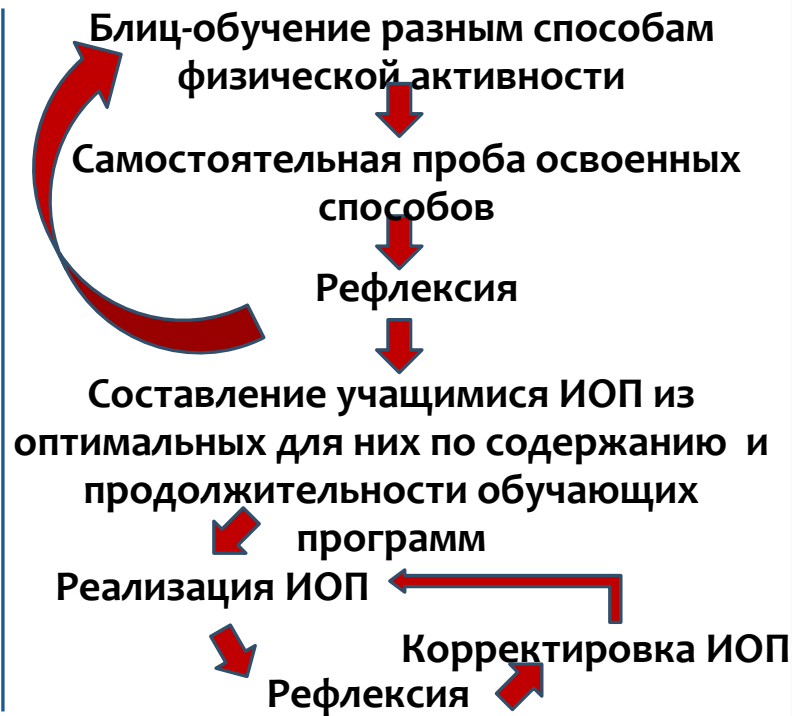 Блиц-обучение разным способам
физической активности
Самостоятельная проба освоенных
способов
Рефлексия
Составление учащимися ИОП из
оптимальных для них по содержанию и
продолжительности обучающих
программ
Реализация ИОП
Корректировка ИОП
Рефлексия